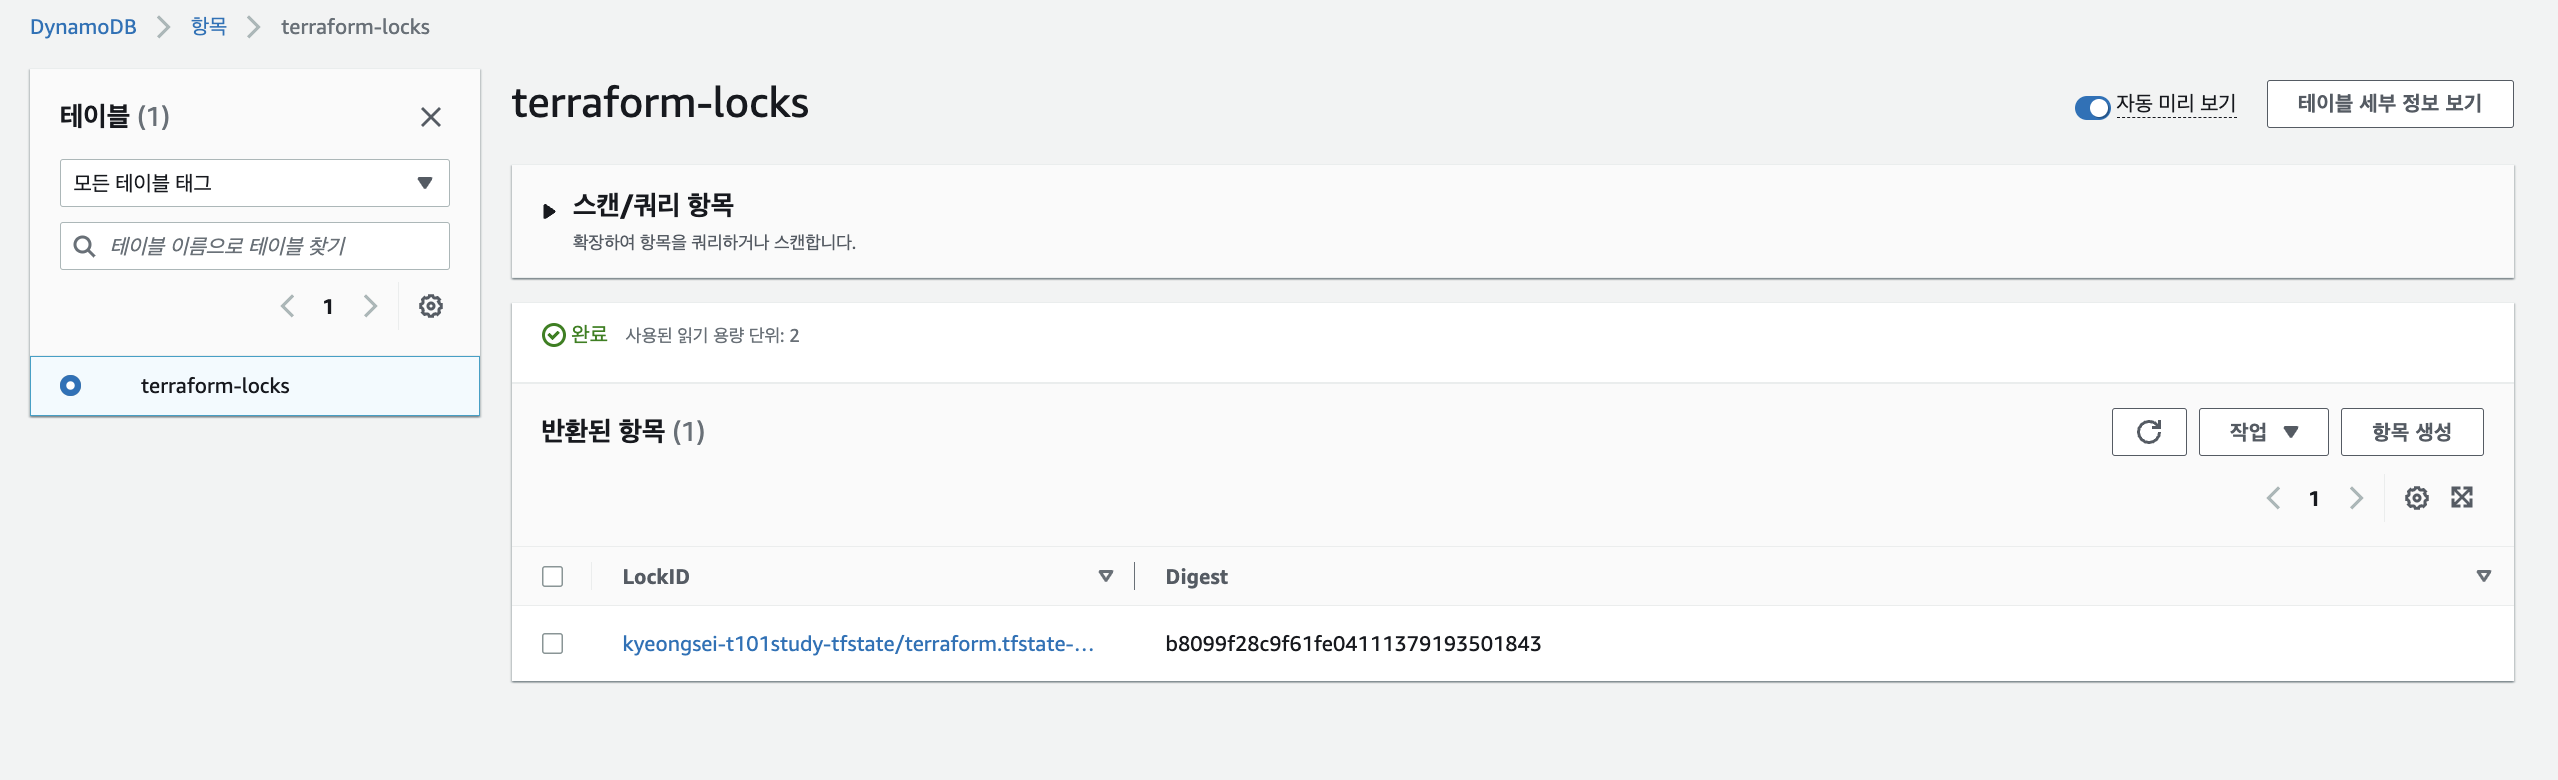 DynamoDB 항목 terraform-locks
테이블 (1)
모든 테이블 태그
테이블 이름으로 테이블 찾기
1
terraform-locks
terraform-locks
자동 미리 보기
테이블 세부 정보 보기
스캔/쿼리 항목
확장하여 항목을 쿼리하거나 스캔합니다.
완료 사용된 읽기 용량 단위: 2
반환된 항목 (1)
작업
항목 생성
1
LockID Digest
kyeongsei-t101study-tfstate/terraform.tfstate-... b8099f28c9f61fe04111379193501843